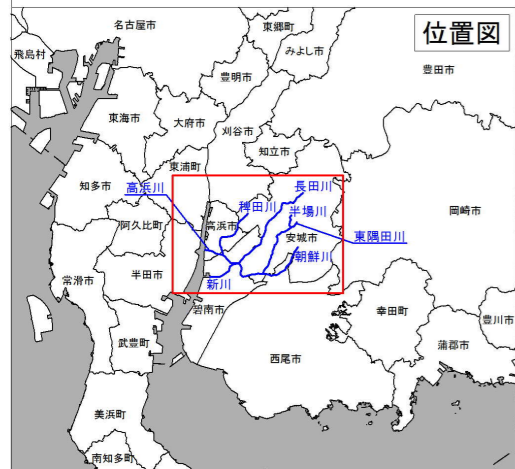 位置図
名古屋市
東郷町
飛島村
みよし市
豊明市
豊田市
東海市
大府市
刈谷市
知立市
東浦町
高浜川
知多市
長田川
稗田川
半場川
岡崎市
阿久比町
高浜市
安城市
東隅田川
朝鮮川
半田市
常滑市
新川
碧南市
幸田町
豊川市
武豊町
蒲郡市
西尾市
美浜町
南知多町